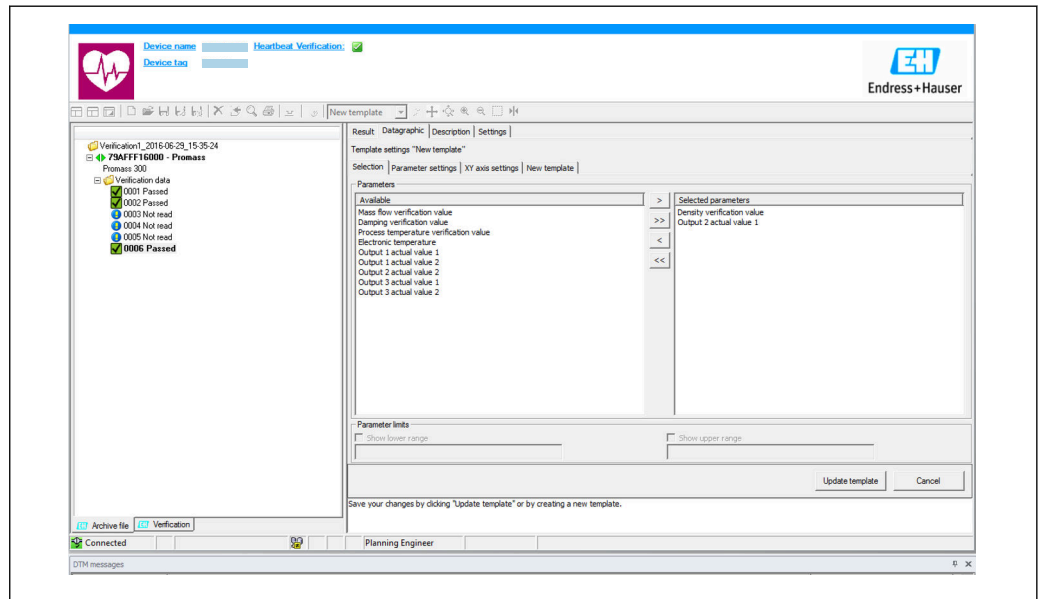 Device name Heartbeat Verification:
Device tag
EH
Endress+Hauser
New template
Result Datagraphic Description Settings
Verification1_2016-06-29_15-35-24
79AFFF16000 - Promass
Promass 300
Verification data
0001 Passed
0002 Passed
0003 Not read
0004 Not read
0005 Not read
0006 Passed
Template settings "New template"
Selection Parameter settings XY axis settings New template
Parameters
Available
Mass flow verification value
Damping verification value
Process temperature verification value
Electronic temperature
Output 1 actual value 1
Output 1 actual value 2
Output 2 actual value 2
Output 3 actual value 1
Output 3 actual value 2
>
>>
<
<<
Selected parameters
Density verification value
Output 2 actual value 1
Parameter limits
Show lower range Show upper range
Update template Cancel
Save your changes by clicking "Update template" or by creating a new template.
Archive file Verification
Connected Planning Engineer
DTM messages